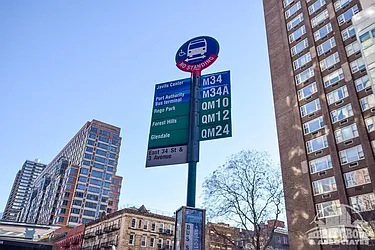 NO STANDING
Javits Center M34
Port Authority M34A
Bus terminal
Rego Park QM10
Forest Hills QM12
Glendale QM24
East 34 St &
3 Avenue